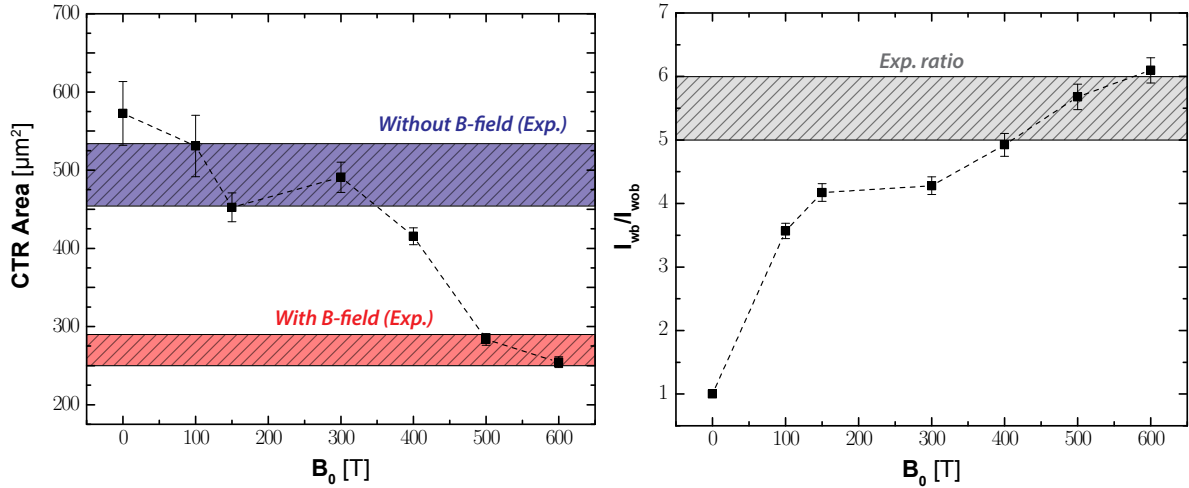 700
600
500
400
300
200
CTR Area [µm²]
Without B-field (Exp.)
With B-field (Exp.)
0 100 200 300 400 500 600
B₀ [T]
7
6
5
4
3
2
1
I_wb/I_wob
Exp. ratio
0 100 200 300 400 500 600
B₀ [T]